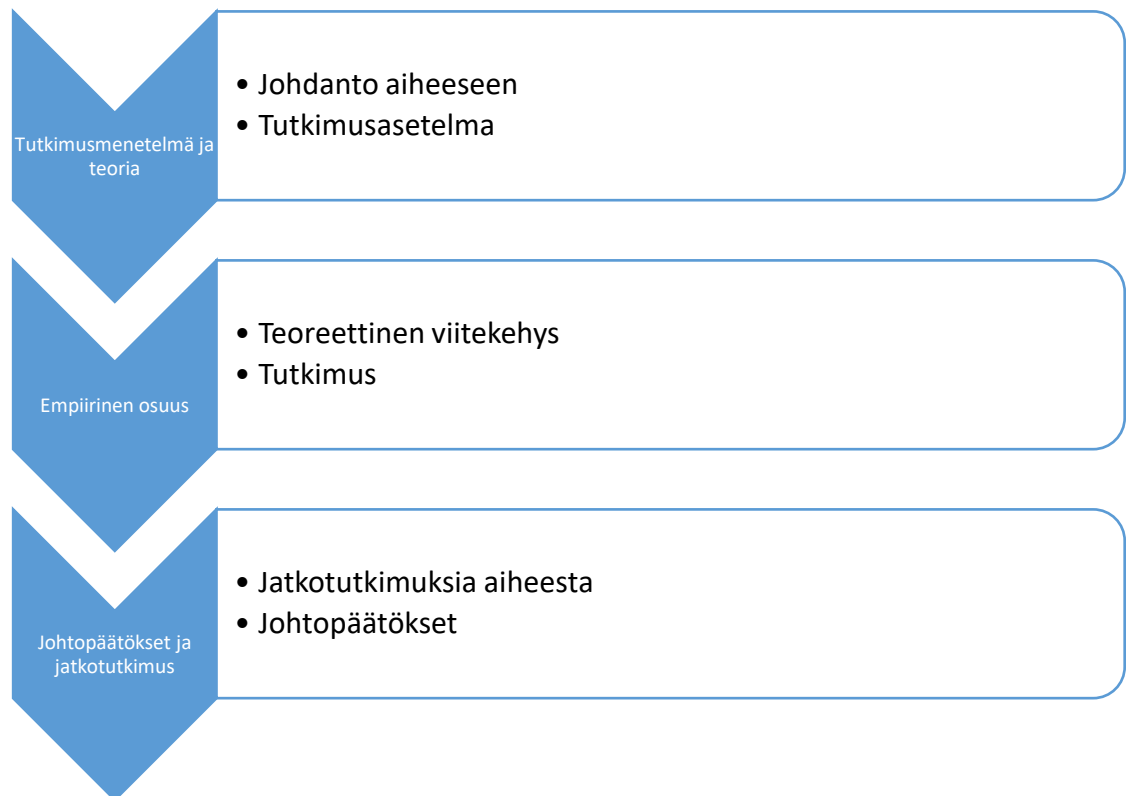 Tutkimusmenetelmä ja
teoria
• Johdanto aiheeseen
• Tutkimusasetelma
Empiirinen osuus
• Teoreettinen viitekehys
• Tutkimus
Johtopäätökset ja
jatkotutkimus
• Jatkotutkimuksia aiheesta
• Johtopäätökset